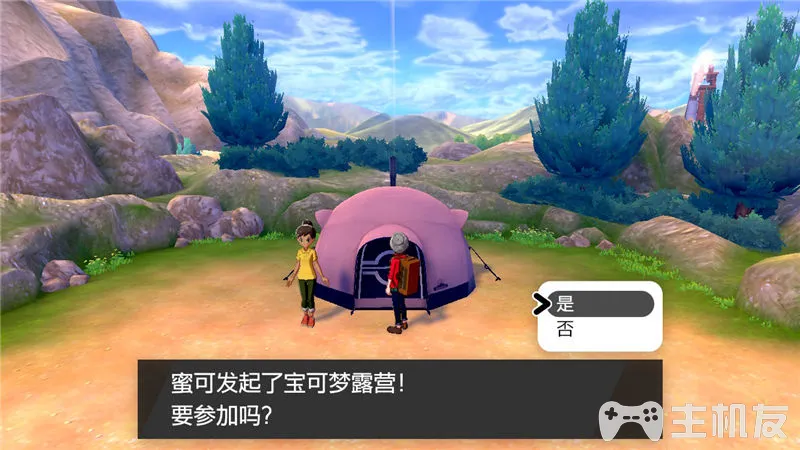 是
否
蜜可发起了宝可梦露营！
要参加吗？
主机友